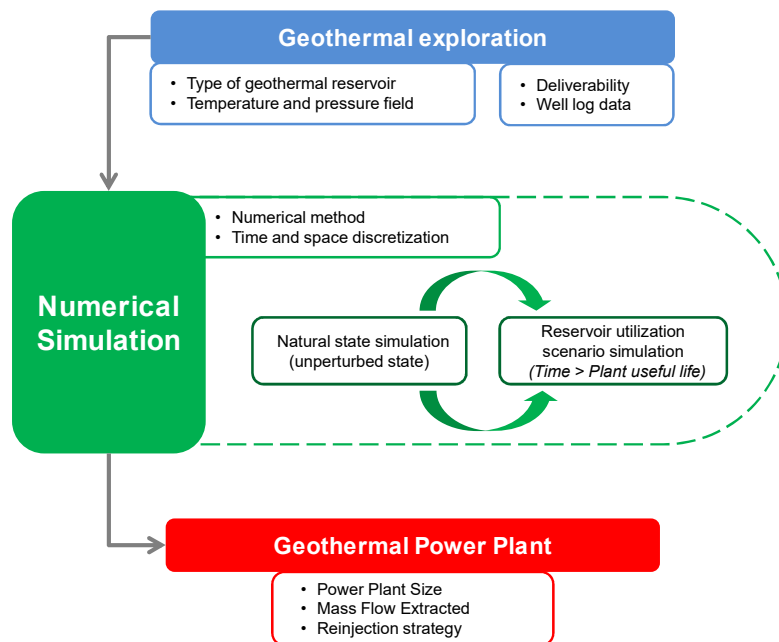 Geothermal exploration
• Type of geothermal reservoir
• Temperature and pressure field
• Deliverability
• Well log data
Numerical
Simulation
• Numerical method
• Time and space discretization
Natural state simulation
(unperturbed state)
Reservoir utilization
scenario simulation
(Time > Plant useful life)
Geothermal Power Plant
• Power Plant Size
• Mass Flow Extracted
• Reinjection strategy